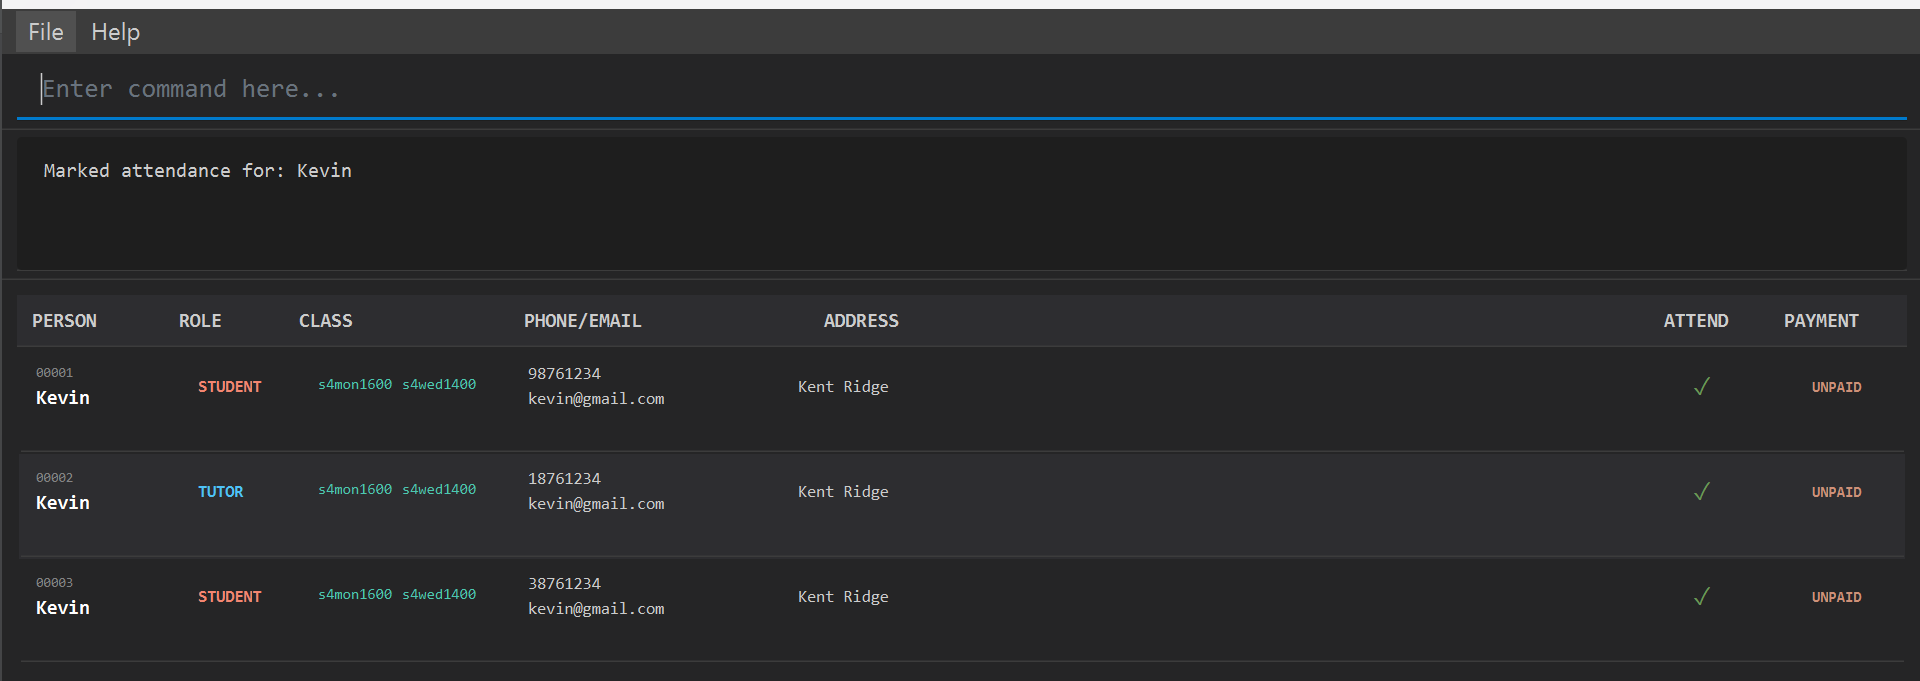 File Help
Enter command here...
Marked attendance for: Kevin
PERSON ROLE CLASS PHONE/EMAIL ADDRESS ATTEND PAYMENT
00001
Kevin STUDENT s4mon1600 s4wed1400 98761234 Kent Ridge ✓ UNPAID
kevin@gmail.com
00002
Kevin TUTOR s4mon1600 s4wed1400 18761234 Kent Ridge ✓ UNPAID
kevin@gmail.com
00003
Kevin STUDENT s4mon1600 s4wed1400 38761234 Kent Ridge ✓ UNPAID
kevin@gmail.com